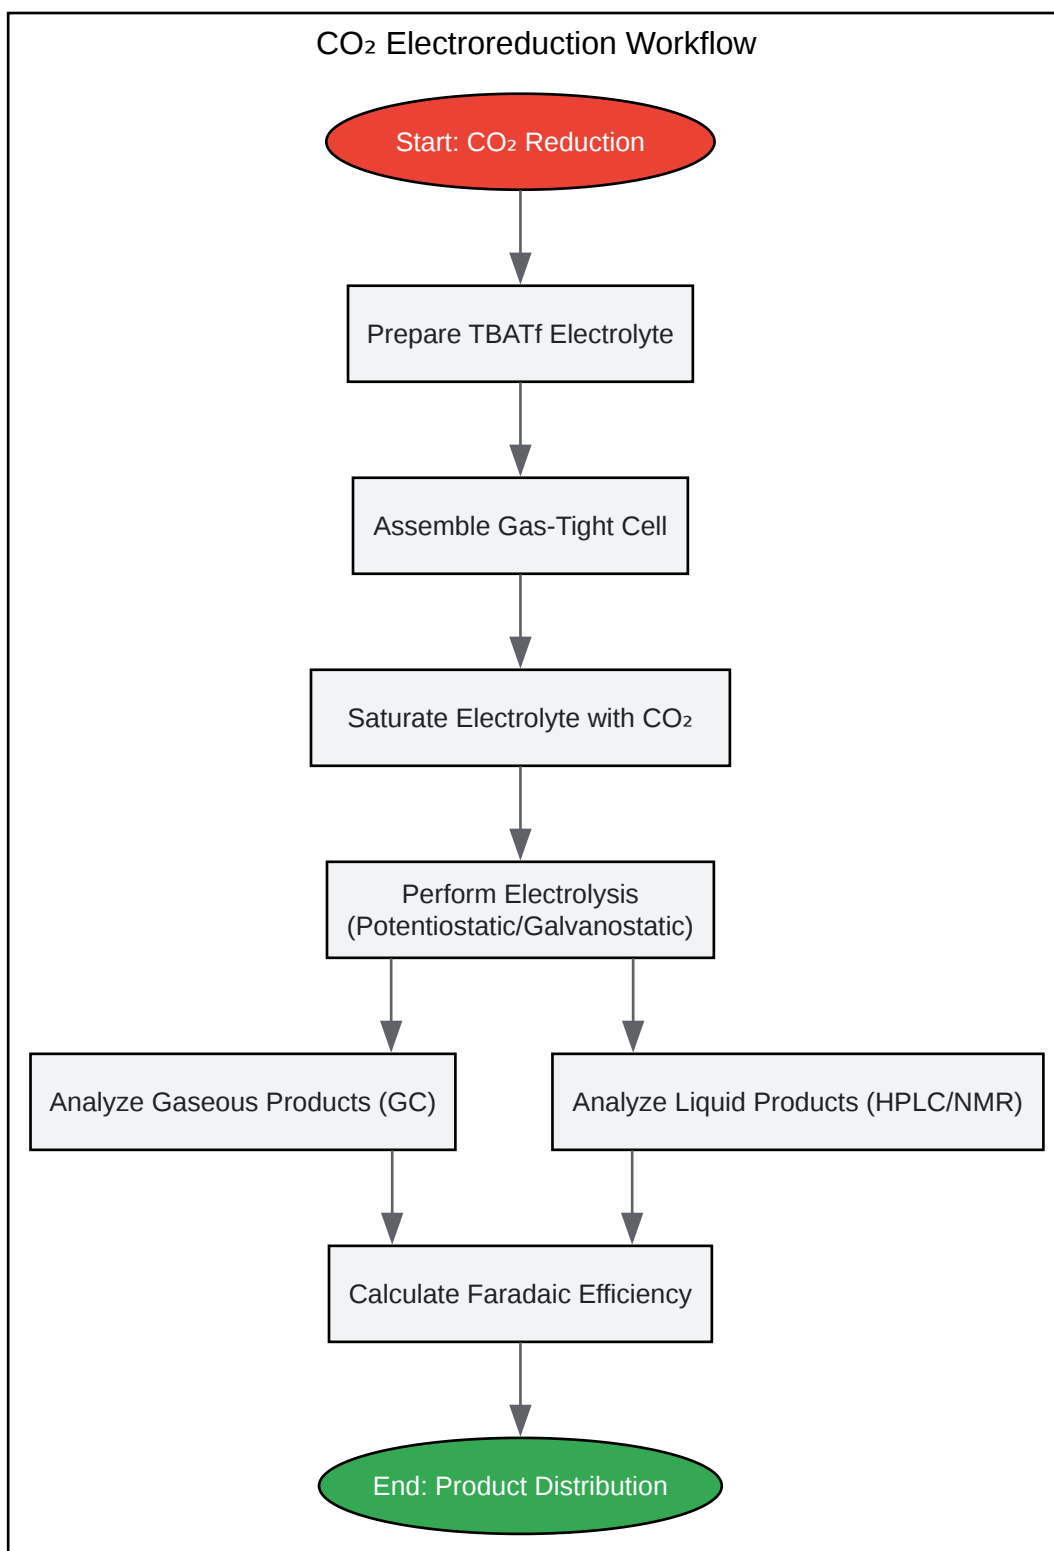 CO₂ Electroreduction Workflow
Start: CO₂ Reduction
Prepare TBATf Electrolyte
Assemble Gas-Tight Cell
Saturate Electrolyte with CO₂
Perform Electrolysis
(Potentiostatic/Galvanostatic)
Analyze Gaseous Products (GC)
Analyze Liquid Products (HPLC/NMR)
Calculate Faradaic Efficiency
End: Product Distribution